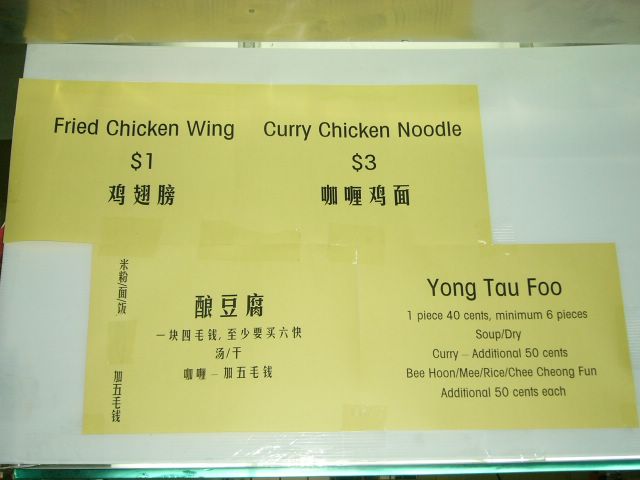 Fried Chicken Wing
$1
鸡翅膀
Curry Chicken Noodle
$3
咖喱鸡面
米粉/面/饭
加五毛钱
酿豆腐
一块四毛钱, 至少要买六快
汤/干
咖喱 – 加五毛钱
Yong Tau Foo
1 piece 40 cents, minimum 6 pieces
Soup/Dry
Curry – Additional 50 cents
Bee Hoon/Mee/Rice/Chee Cheong Fun
Additional 50 cents each